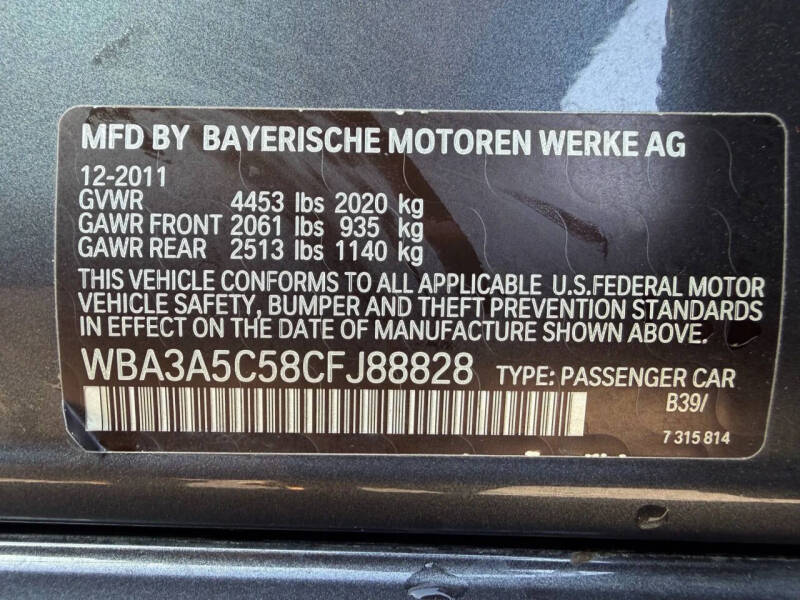 MFD BY BAYERISCHE MOTOREN WERKE AG
12-2011
GVWR 4453 lbs 2020 kg
GAWR FRONT 2061 lbs 935 kg
GAWR REAR 2513 lbs 1140 kg
THIS VEHICLE CONFORMS TO ALL APPLICABLE U.S.FEDERAL MOTOR
VEHICLE SAFETY, BUMPER AND THEFT PREVENTION STANDARDS
IN EFFECT ON THE DATE OF MANUFACTURE SHOWN ABOVE.
WBA3A5C58CFJ88828 TYPE: PASSENGER CAR
B39/
7 315 814